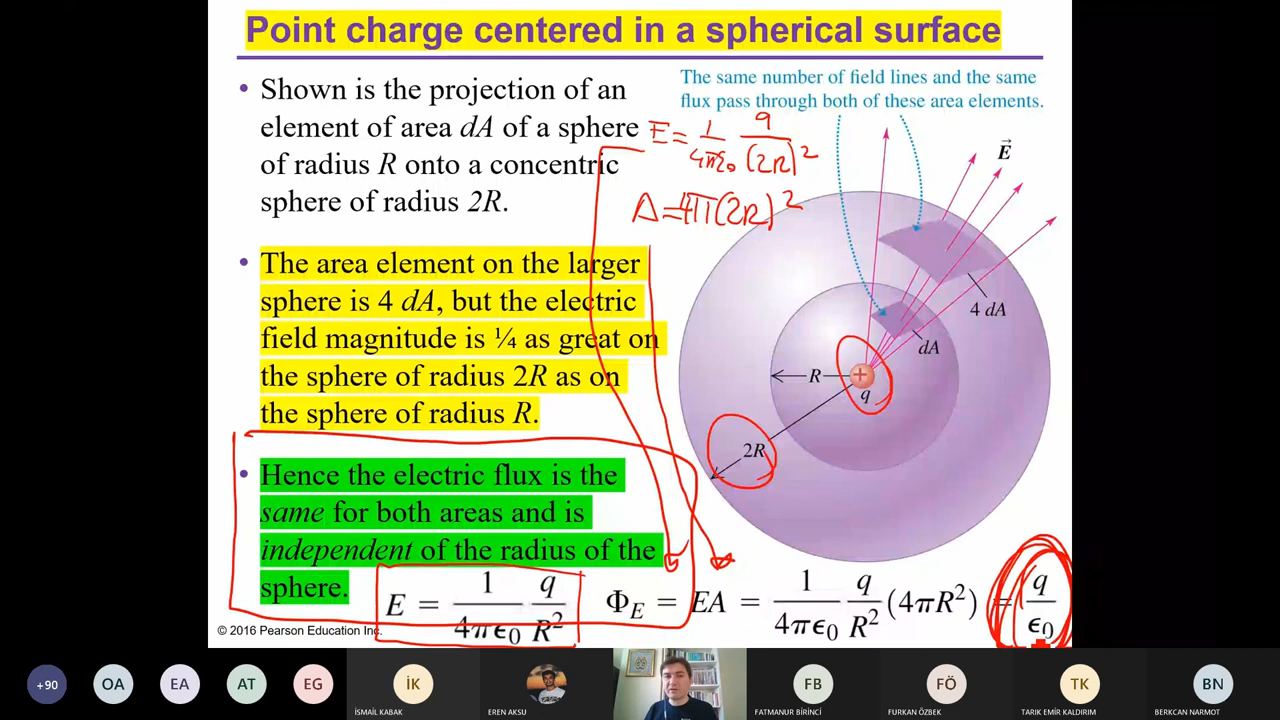 Point charge centered in a spherical surface
• Shown is the projection of an
element of area dA of a sphere
of radius R onto a concentric
sphere of radius 2R.
• The area element on the larger
sphere is 4 dA, but the electric
field magnitude is ¼ as great on
the sphere of radius 2R as on
the sphere of radius R.
• Hence the electric flux is the
same for both areas and is
independent of the radius of the
sphere.
E = 1/4πϵ₀ q/R²
Φ_E = EA = 1/4πϵ₀ q/R² (4πR²) = q/ϵ₀
© 2016 Pearson Education Inc.
The same number of field lines and the same
flux pass through both of these area elements.
E = 1/4πε₀ q/(2R)²
A = 4π(2R)²
E⃗
4 dA
dA
R
+
q
2R
+90
OA
EA
AT
EG
İK
İSMAİL KABAK
EREN AKSU
FB
FATMANUR BİRİNCİ
FÖ
FURKAN ÖZBEK
TK
TARIK EMİR KALDIRIM
BN
BERKCAN NARMOT